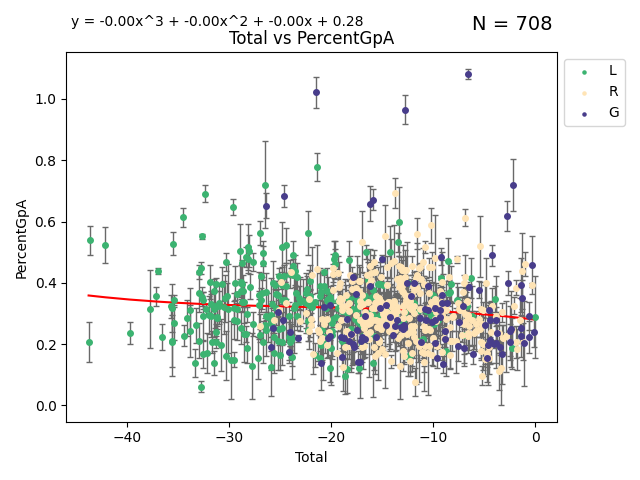 y = -0.00x^3 + -0.00x^2 + -0.00x + 0.28
N = 708
Total vs PercentGpA
L
R
G
PercentGpA
1.0
0.8
0.6
0.4
0.2
0.0
−40
−30
−20
−10
0
Total